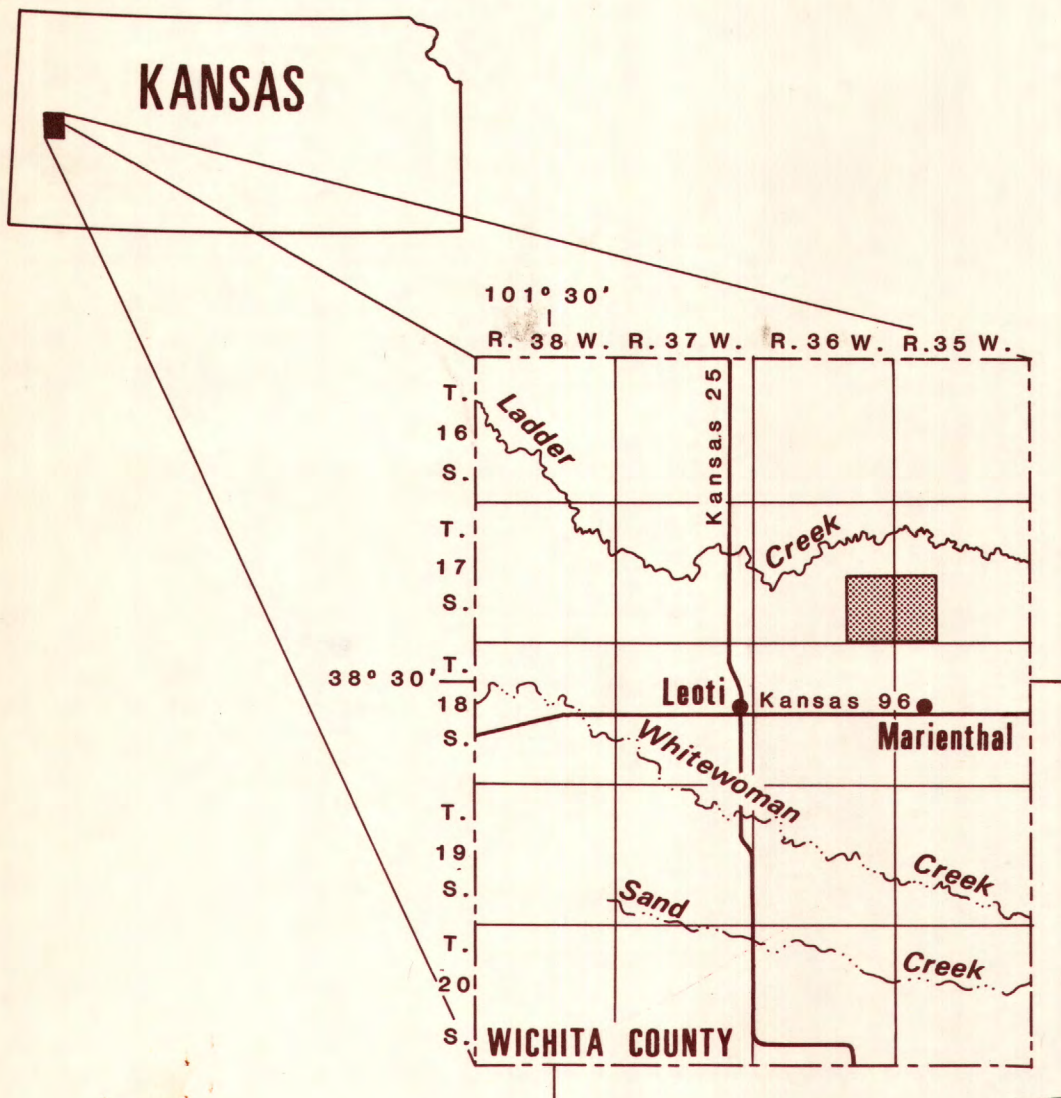 KANSAS
101° 30'
R. 38 W. R. 37 W. R. 36 W. R. 35 W.
T.
16
S.
Ladder
Kansas 25
T.
17
S.
Creek
38° 30'
T.
18
S.
Leoti
Kansas 96
Marienthal
Whitewoman
Creek
T.
19
S.
Sand
Creek
T.
20
S.
WICHITA COUNTY